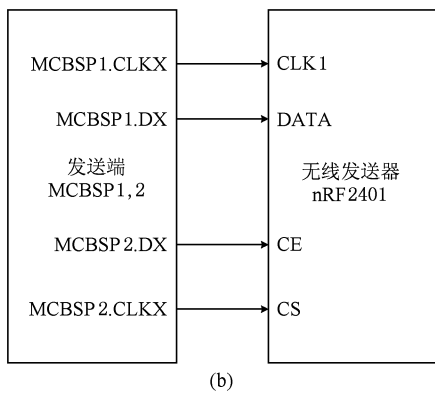 MCBSP1.CLKX
CLK1
MCBSP1.DX
DATA
发送端
MCBSP1,2
无线发送器
nRF2401
MCBSP2.DX
CE
MCBSP2.CLKX
CS
(b)